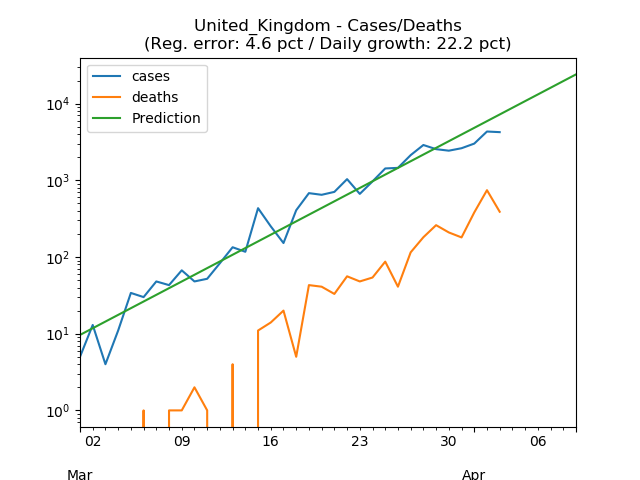 United_Kingdom - Cases/Deaths
(Reg. error: 4.6 pct / Daily growth: 22.2 pct)
cases
deaths
Prediction
10⁴
10³
10²
10¹
10⁰
02 09 16 23 30 06
Mar Apr